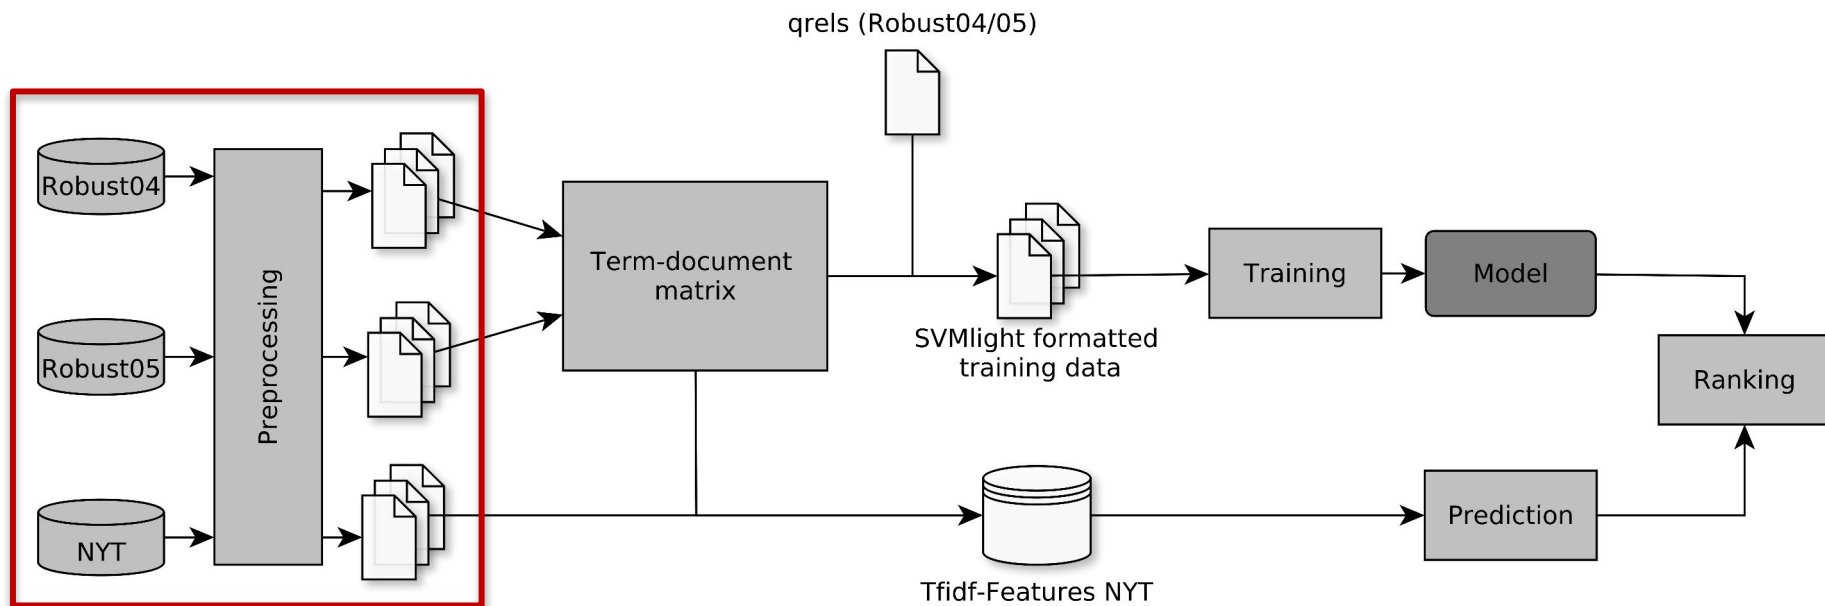 qrels (Robust04/05)
Robust04
Robust05
NYT
Preprocessing
Term-document
matrix
SVMlight formatted
training data
Training
Model
Ranking
Tfidf-Features NYT
Prediction